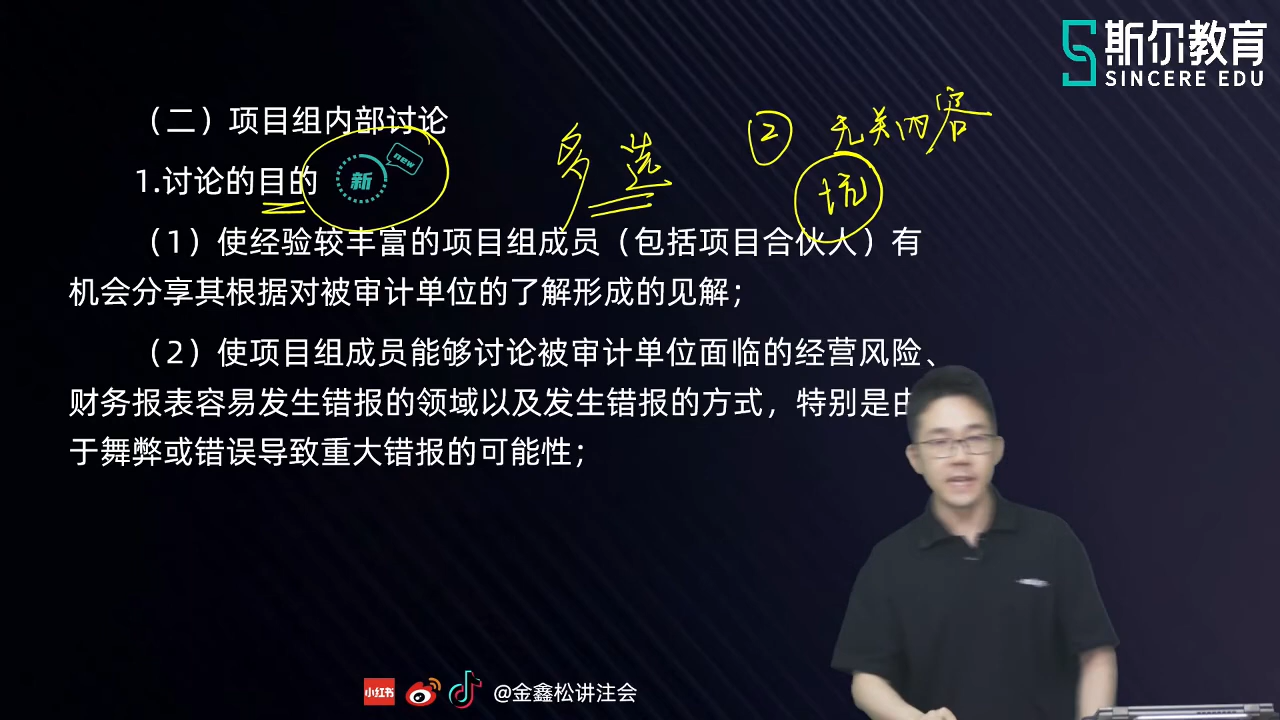 斯尔教育
SINCERE EDU
（二）项目组内部讨论
多选
② 无关内容
坑
1.讨论的目的 新 new
（1）使经验较丰富的项目组成员（包括项目合伙人）有
机会分享其根据对被审计单位的了解形成的见解；
（2）使项目组成员能够讨论被审计单位面临的经营风险、
财务报表容易发生错报的领域以及发生错报的方式，特别是由
于舞弊或错误导致重大错报的可能性；
小红书 @金鑫松讲注会